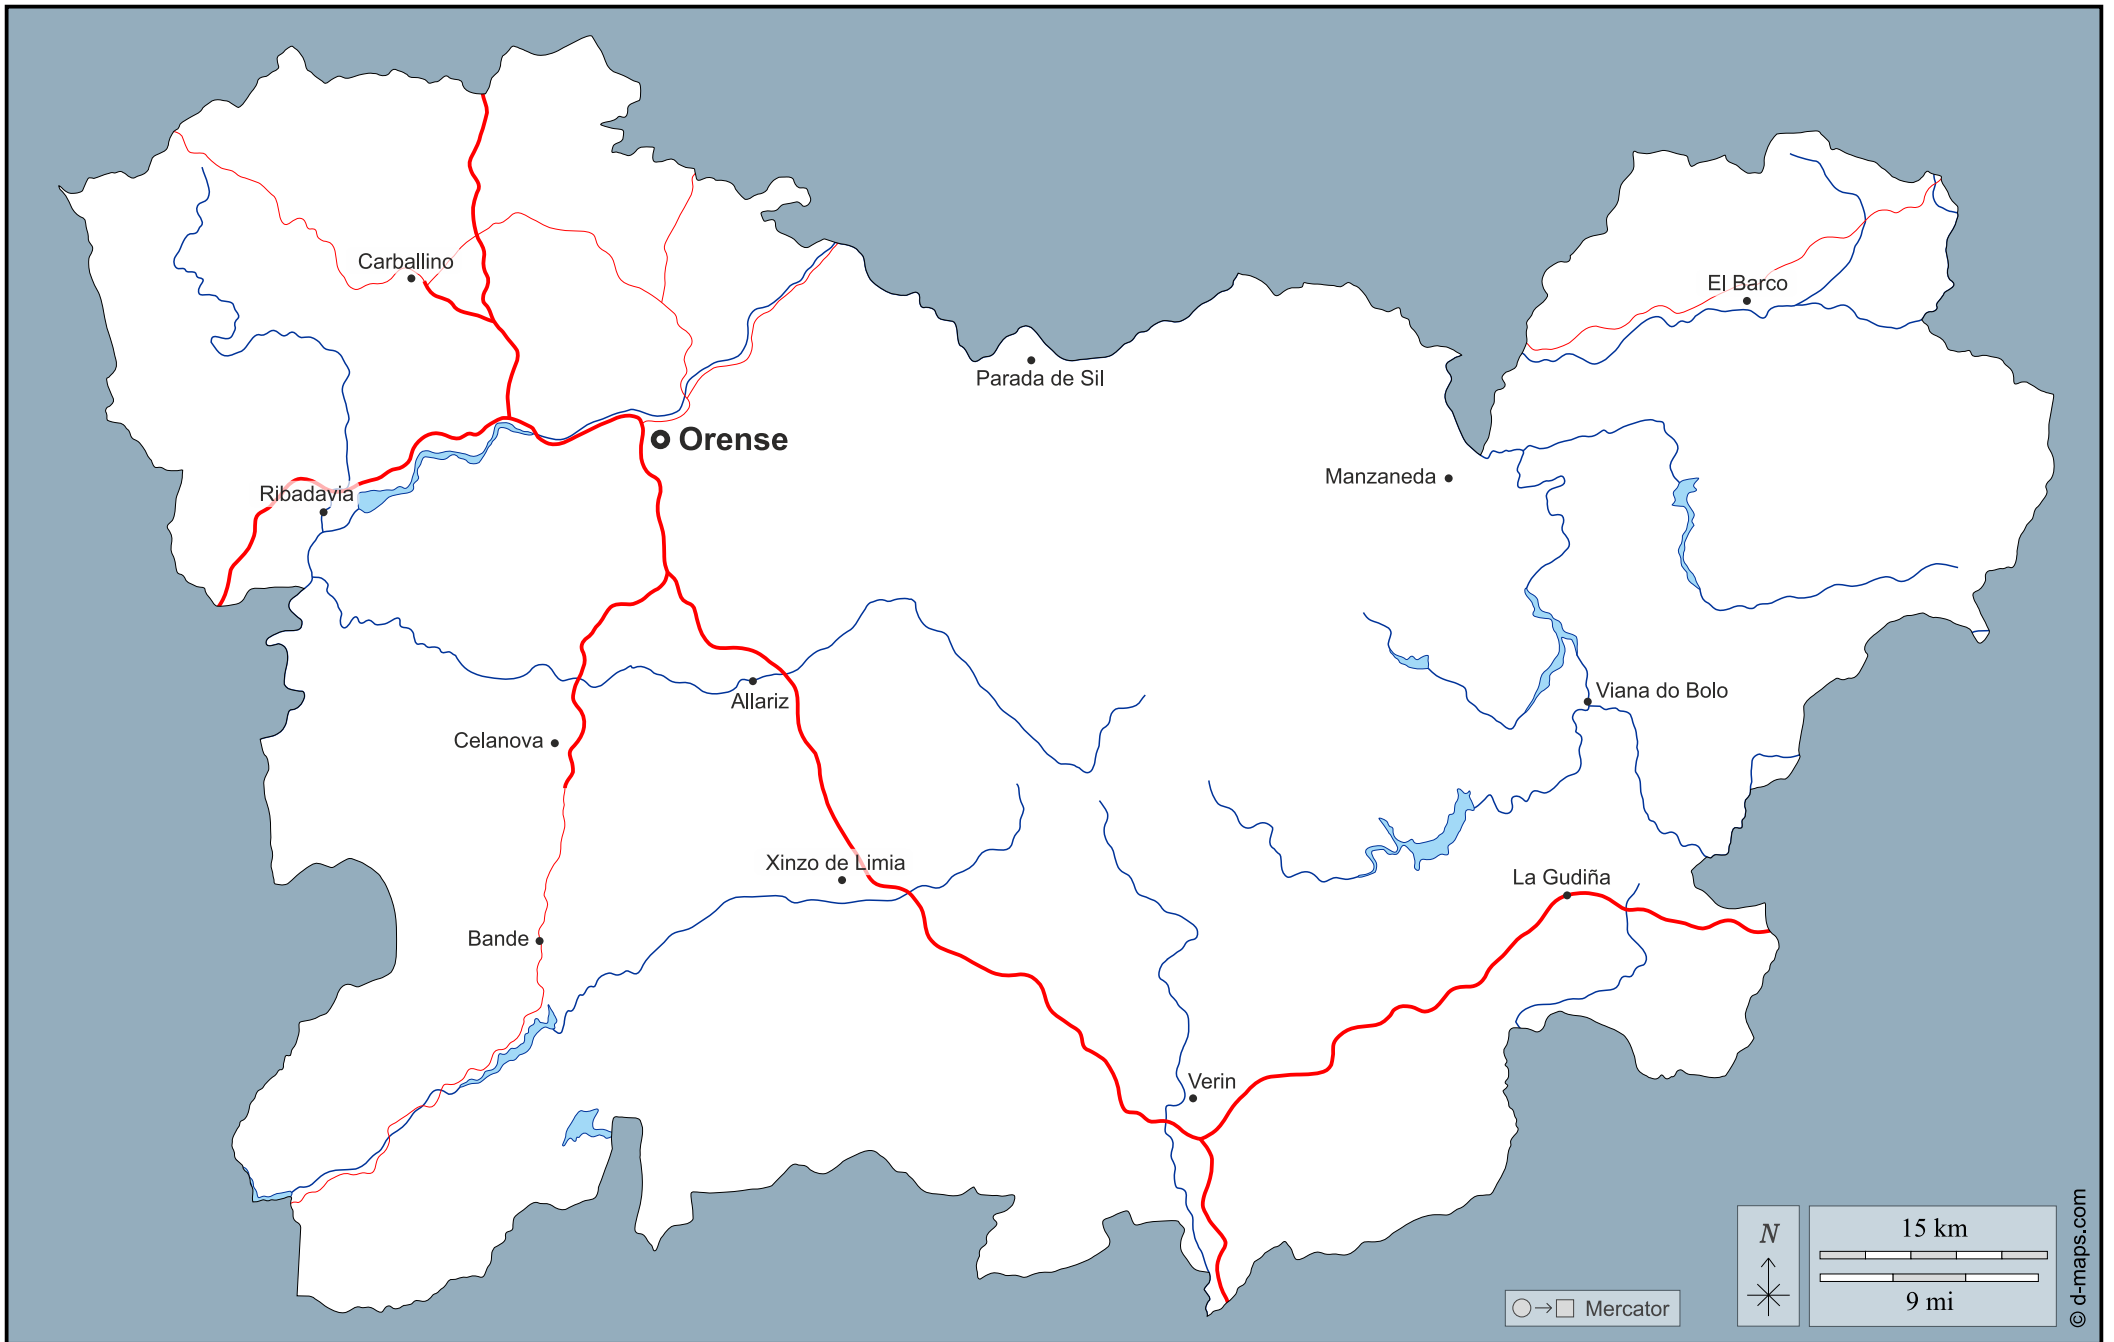 Carballino
El Barco
Parada de Sil
Orense
Manzaneda
Ribadavia
Viana do Bolo
Allariz
Celanova
Xinzo de Limia
La Gudiña
Bande
Verin
N
15 km
9 mi
Mercator
© d-maps.com